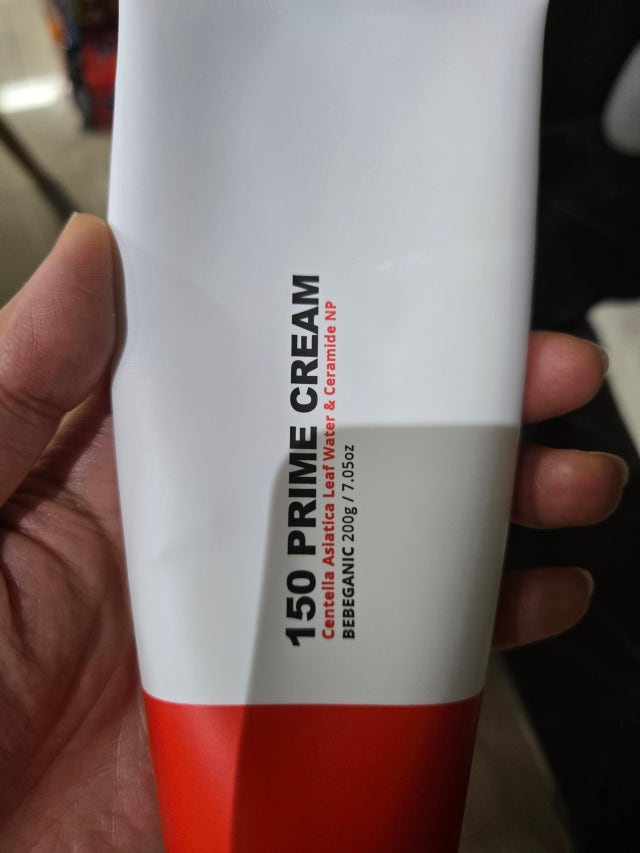 150 PRIME CREAM
Centella Asiatica Leaf Water & Ceramide NP
BEBEGANIC 200g / 7.05oz